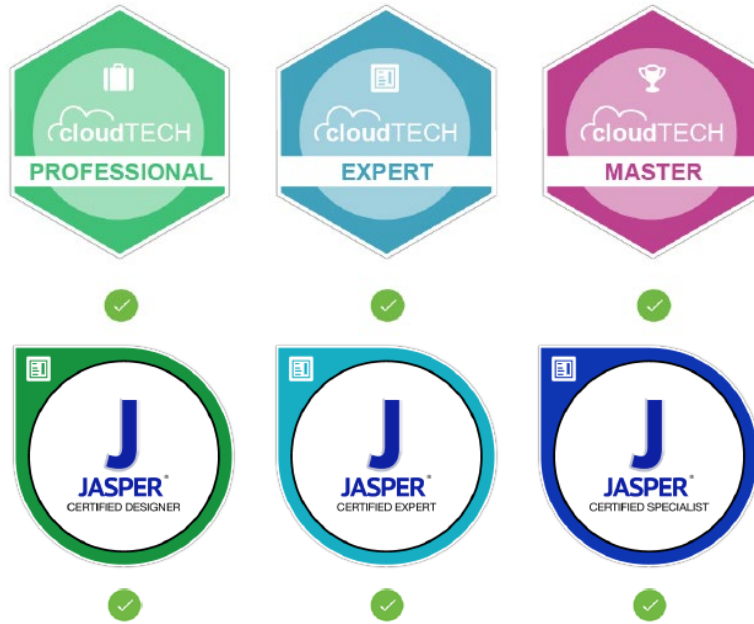 cloudTECH
PROFESSIONAL
cloudTECH
EXPERT
cloudTECH
MASTER
J
JASPER®
CERTIFIED DESIGNER
J
JASPER®
CERTIFIED EXPERT
J
JASPER®
CERTIFIED SPECIALIST